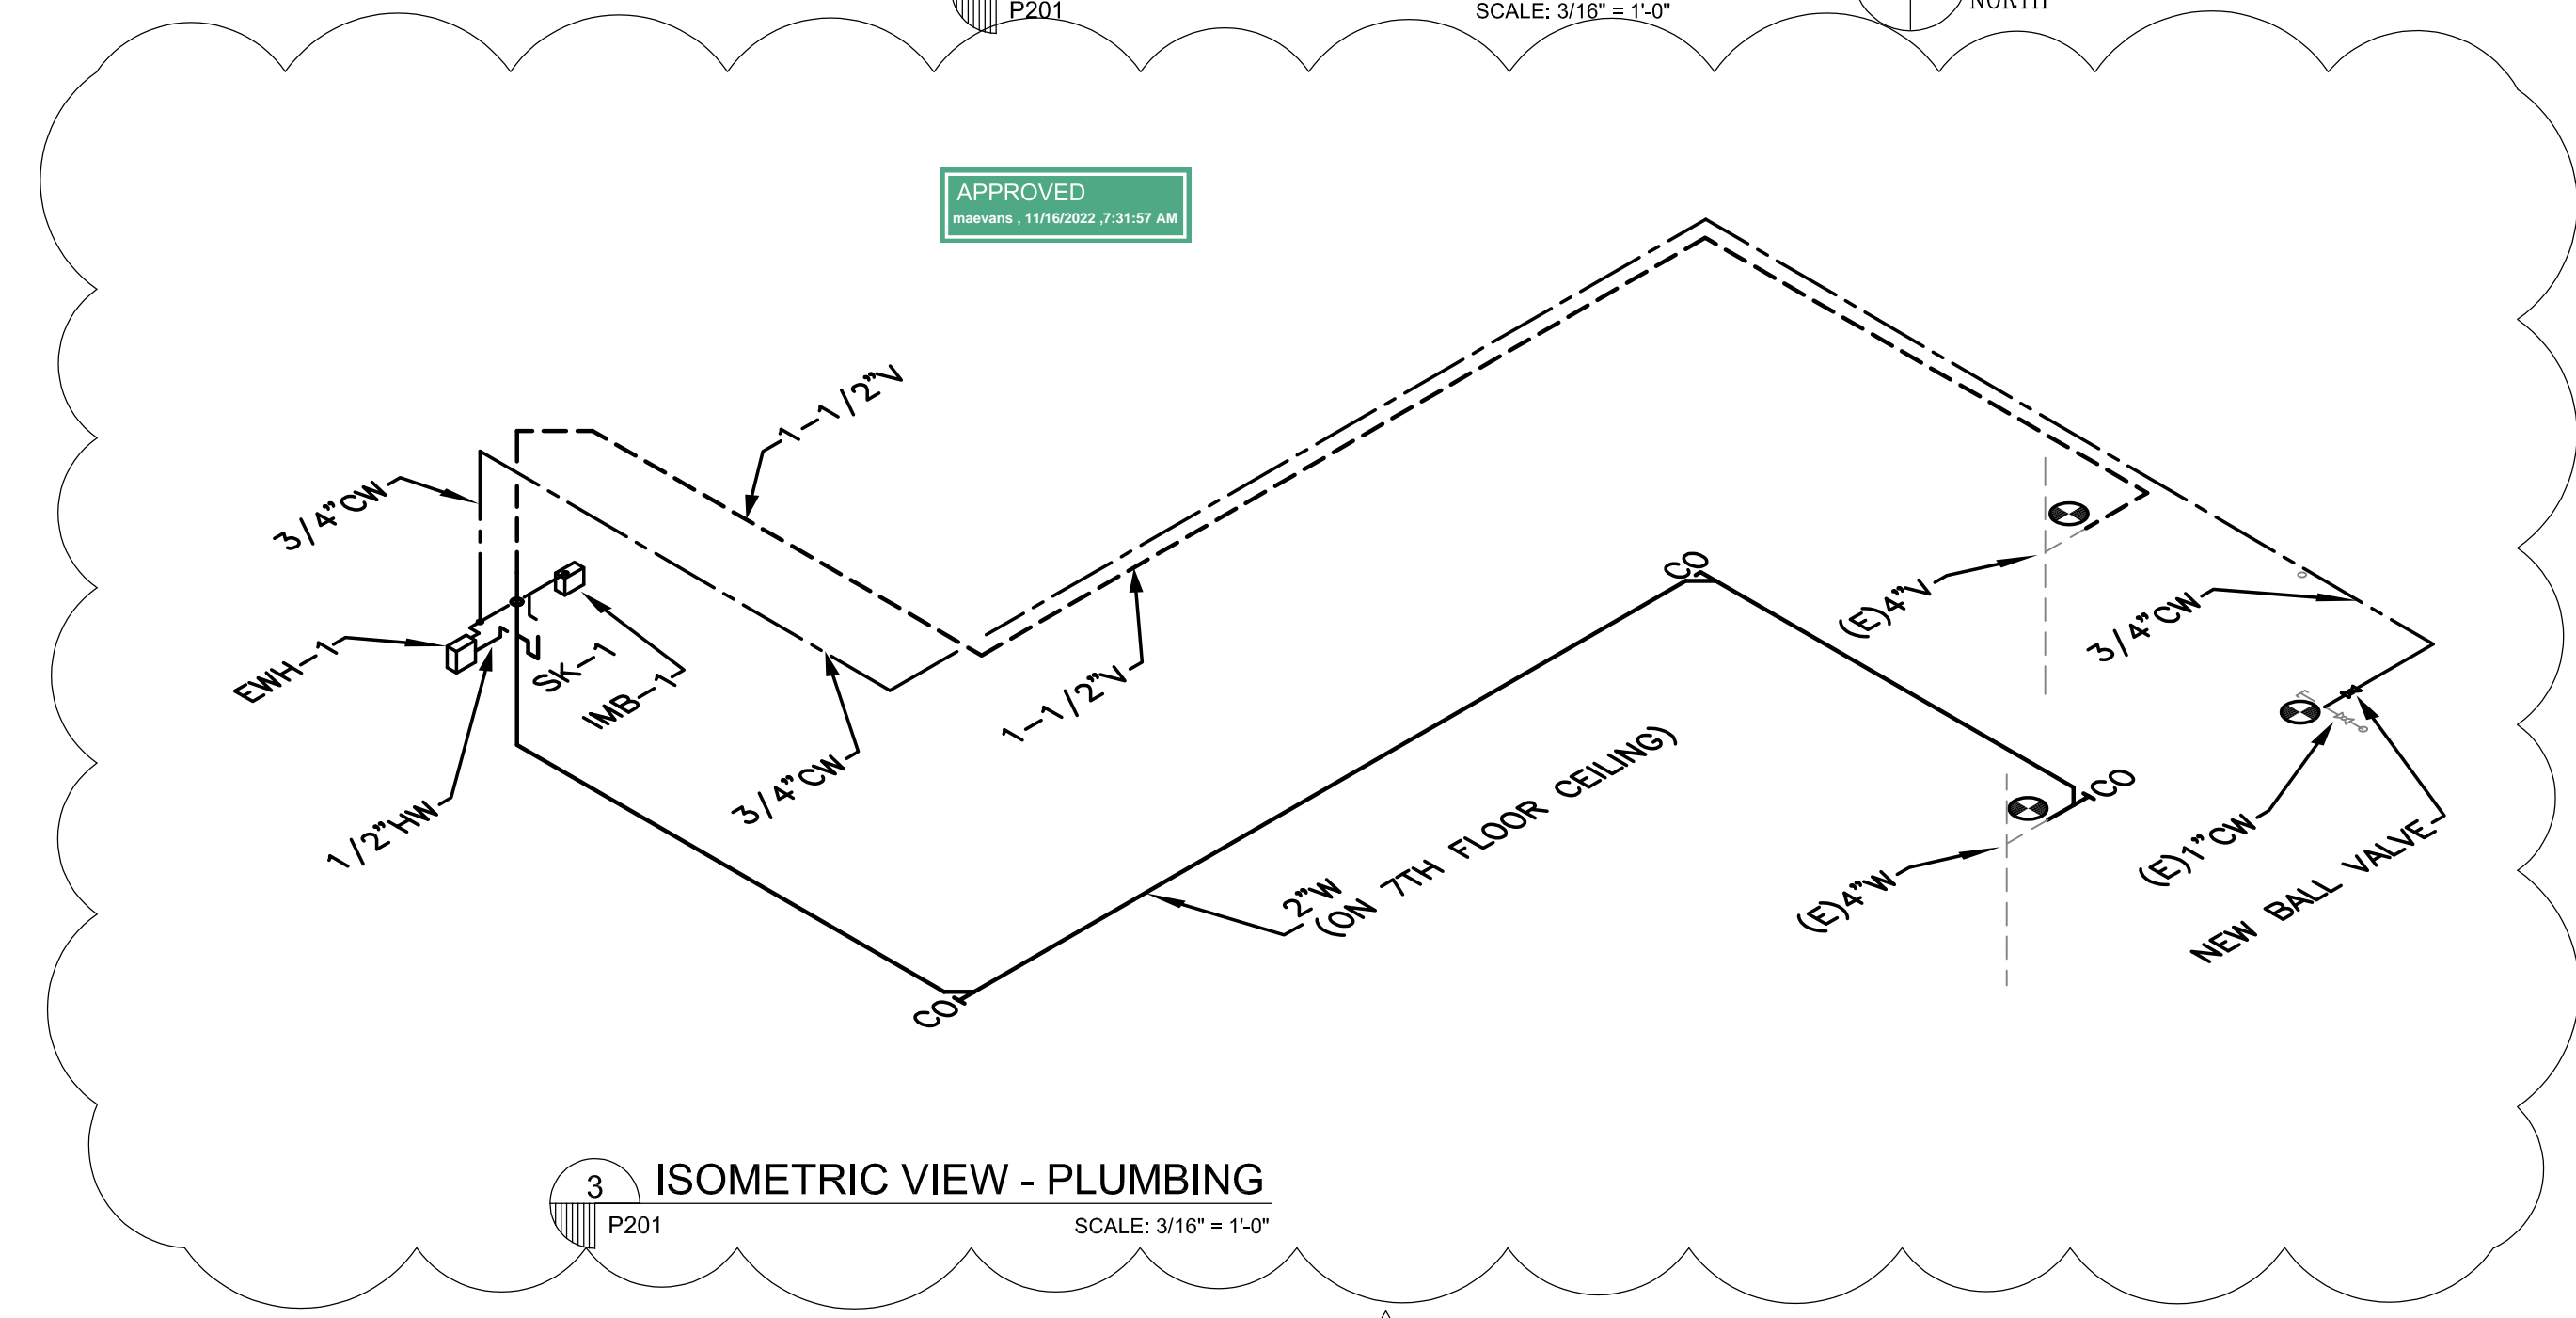 P201
SCALE: 3/16" = 1'-0"
NORTH
APPROVED
maevans , 11/16/2022 ,7:31:57 AM
1-1/2"V
3/4"CW
EWH-1
SK-1
IMB-1
1/2"HW
3/4"CW
1-1/2"V
CO
(E)4"V
3/4"CW
CO
(E)4"W
(E)1"CW
NEW BALL VALVE
2"W
(ON 7TH FLOOR CEILING)
CO
3
ISOMETRIC VIEW - PLUMBING
P201
SCALE: 3/16" = 1'-0"